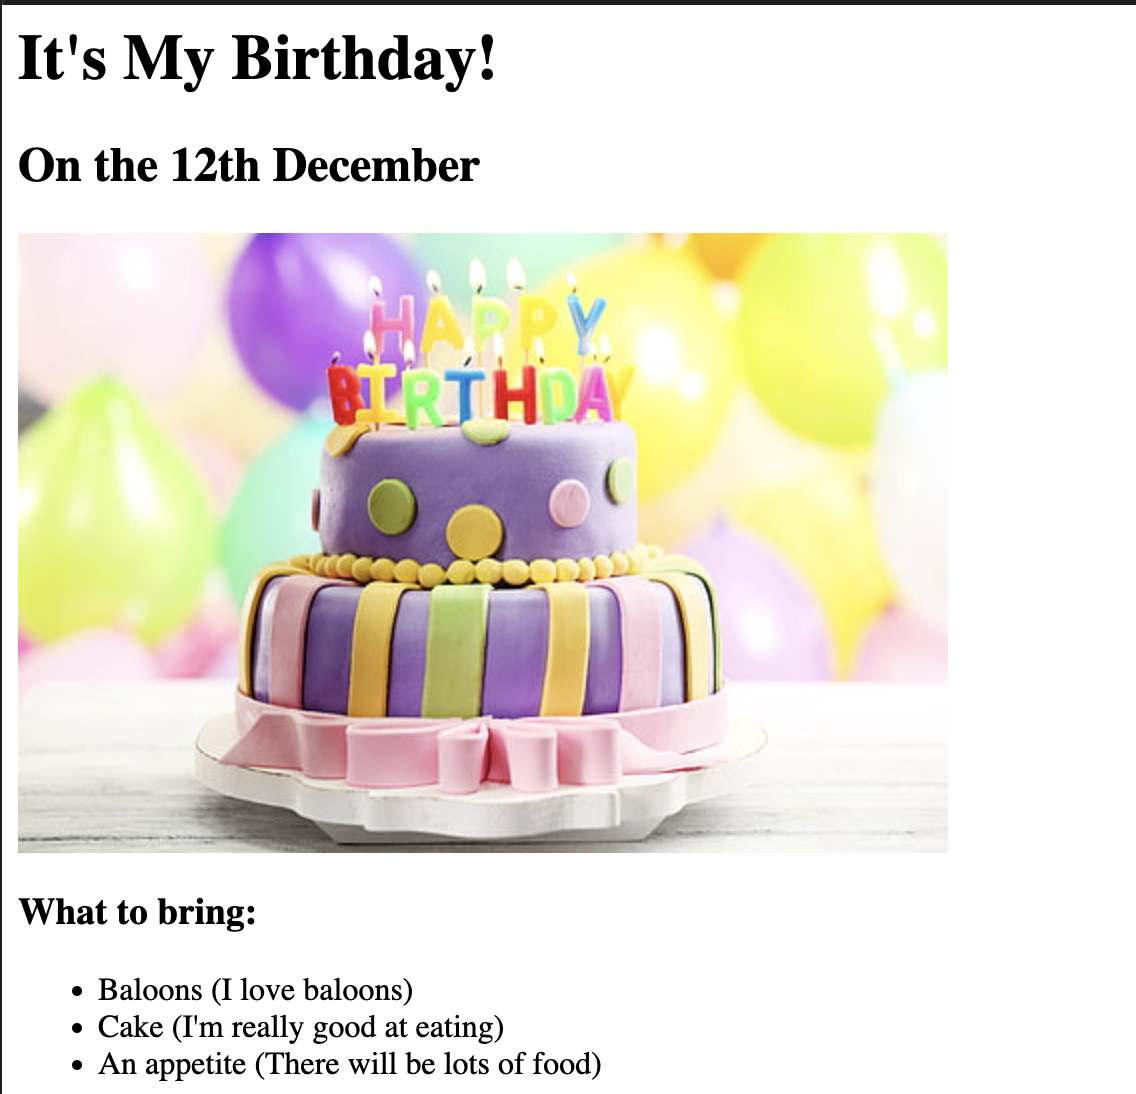 It's My Birthday!
On the 12th December
HAPPY
BIRTHDAY
What to bring:
Baloons (I love baloons)
Cake (I'm really good at eating)
An appetite (There will be lots of food)